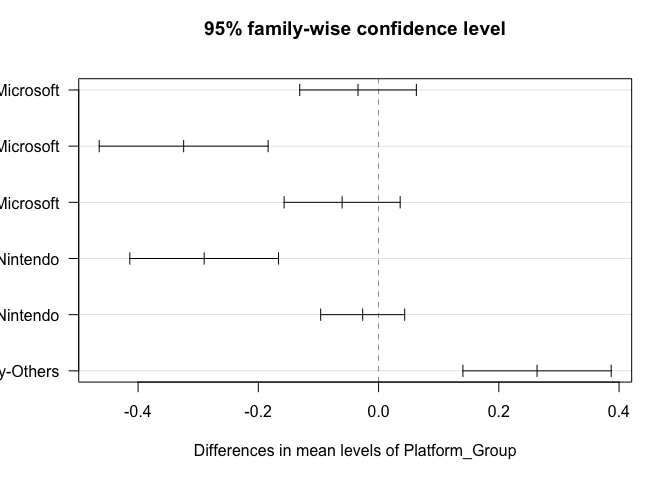 95% family-wise confidence level
Microsoft
Microsoft
Microsoft
Nintendo
Nintendo
y-Others
-0.4 -0.2 0.0 0.2 0.4
Differences in mean levels of Platform_Group